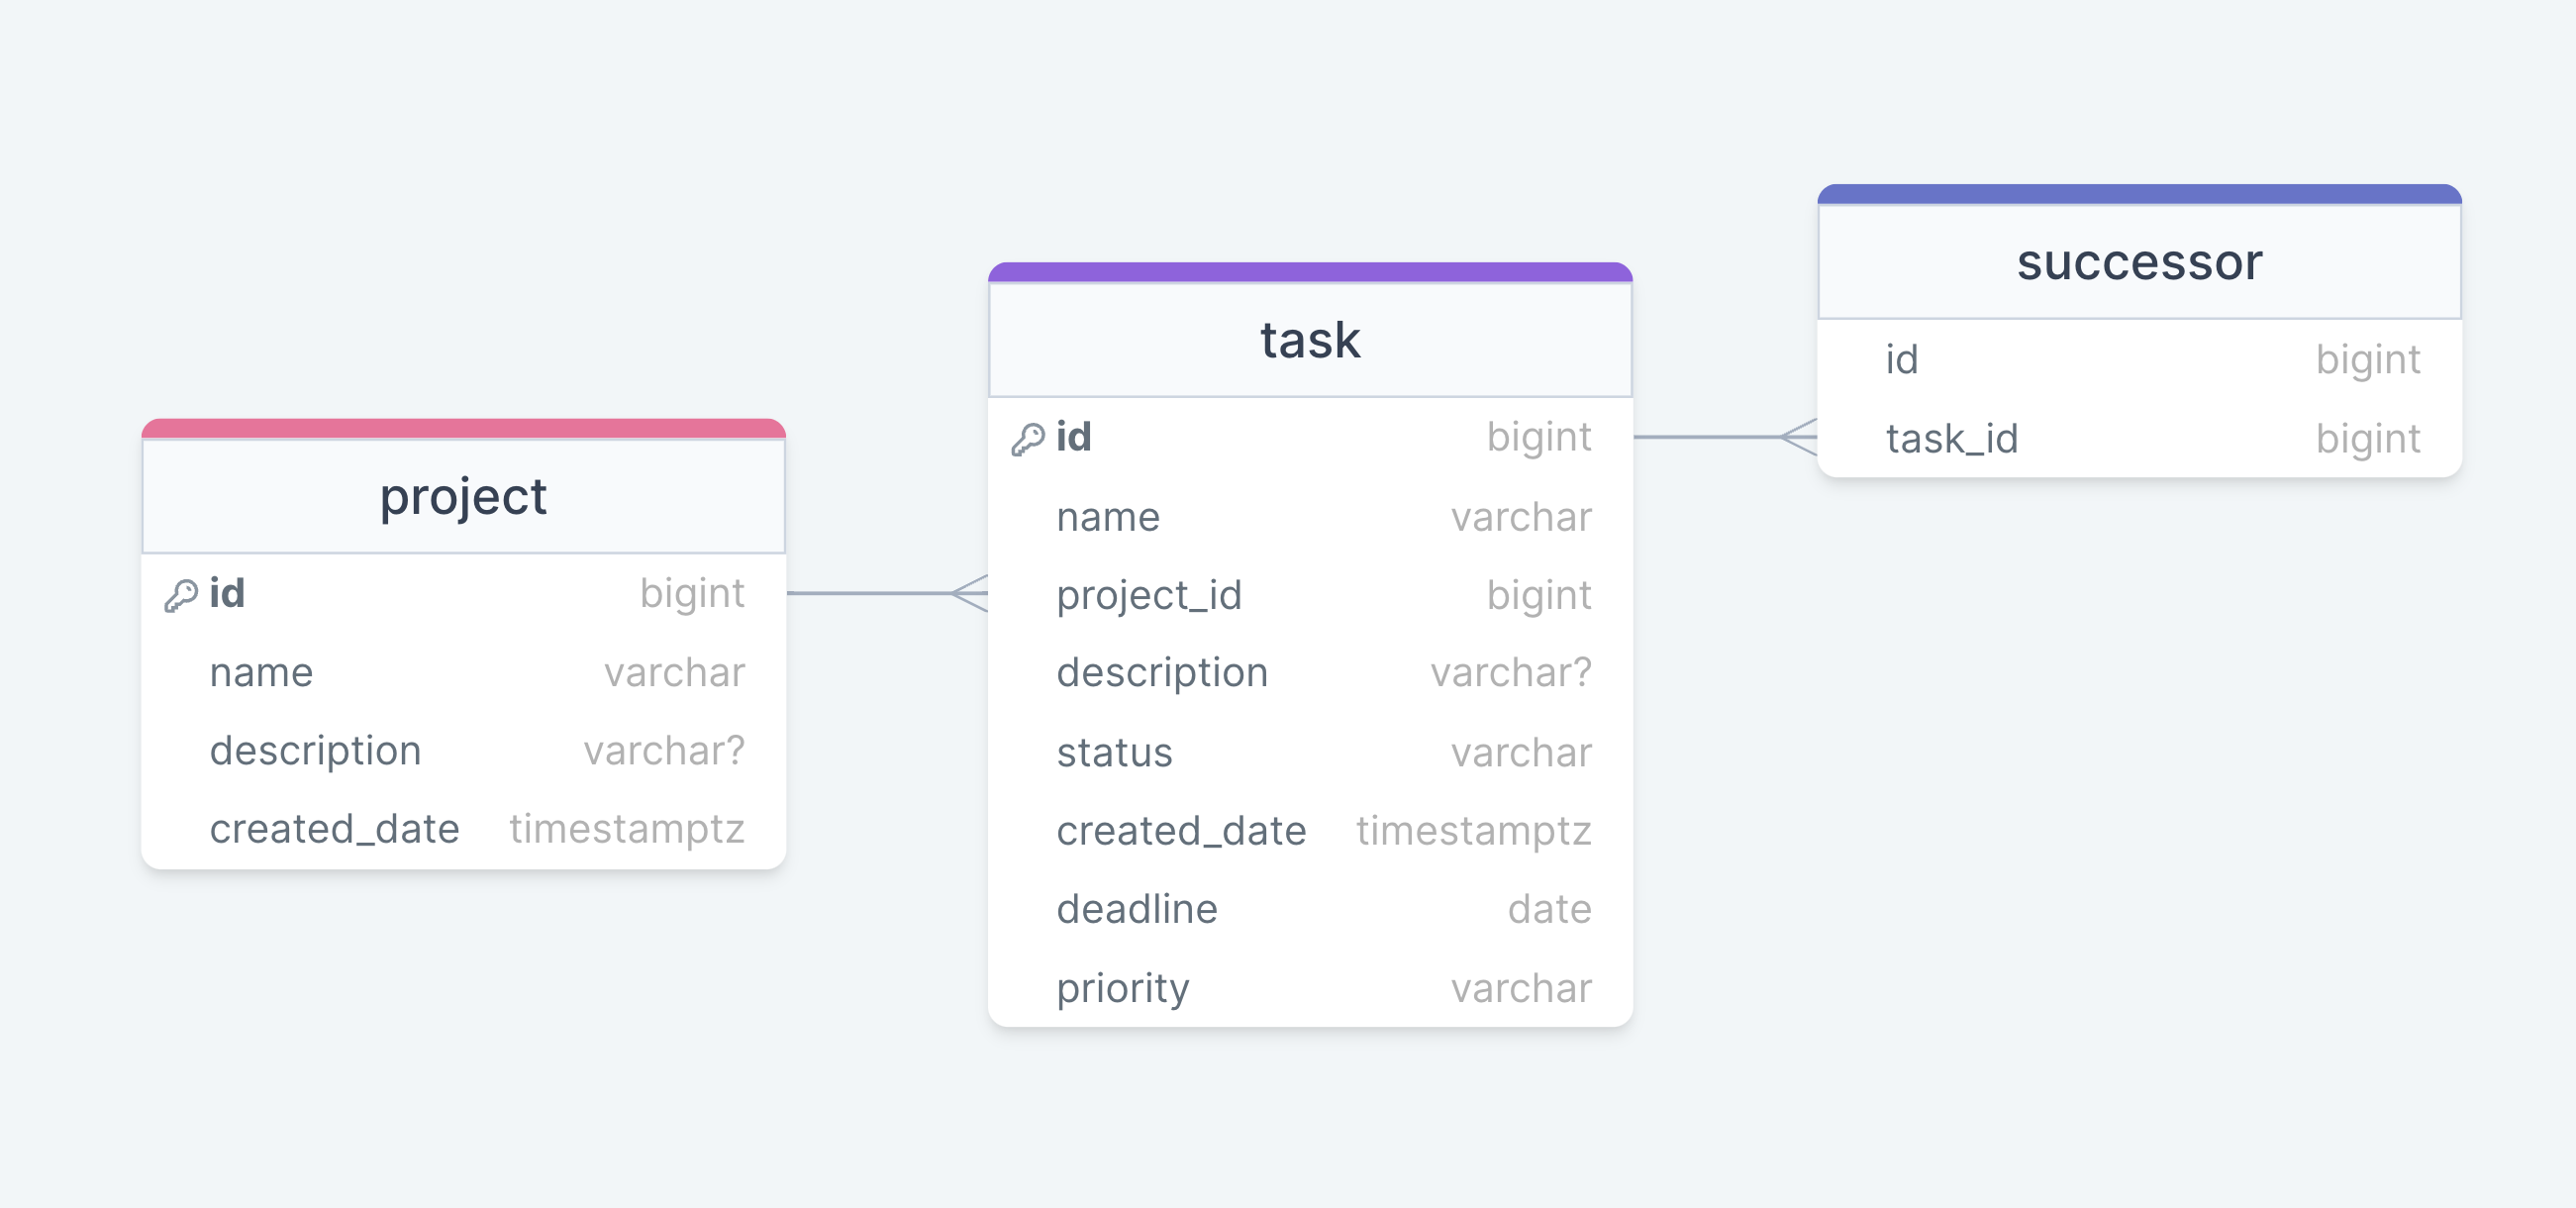 project
id bigint
name varchar
description varchar?
created_date timestamptz
task
id bigint
name varchar
project_id bigint
description varchar?
status varchar
created_date timestamptz
deadline date
priority varchar
successor
id bigint
task_id bigint